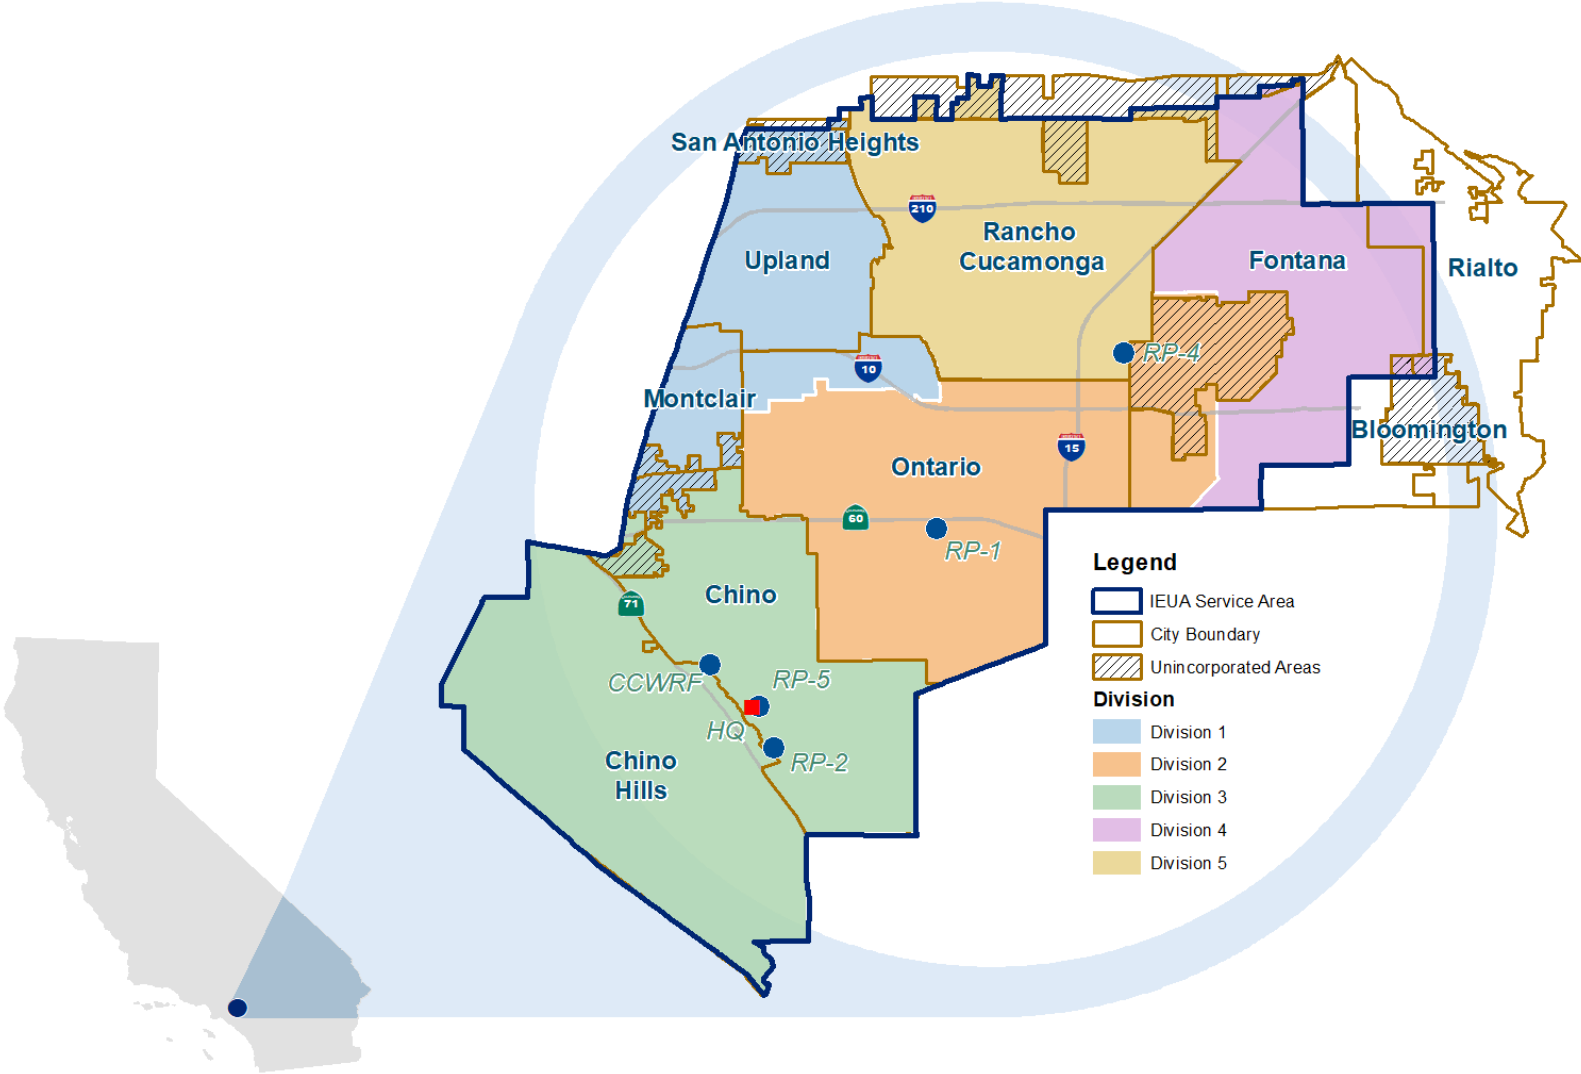 San Antonio Heights
210
Rancho
Cucamonga
Upland
Fontana
Rialto
RP-4
10
Montclair
Bloomington
15
Ontario
60
RP-1
Chino
71
CCWRF
RP-5
HQ
RP-2
Chino
Hills
Legend
IEUA Service Area
City Boundary
Unincorporated Areas
Division
Division 1
Division 2
Division 3
Division 4
Division 5